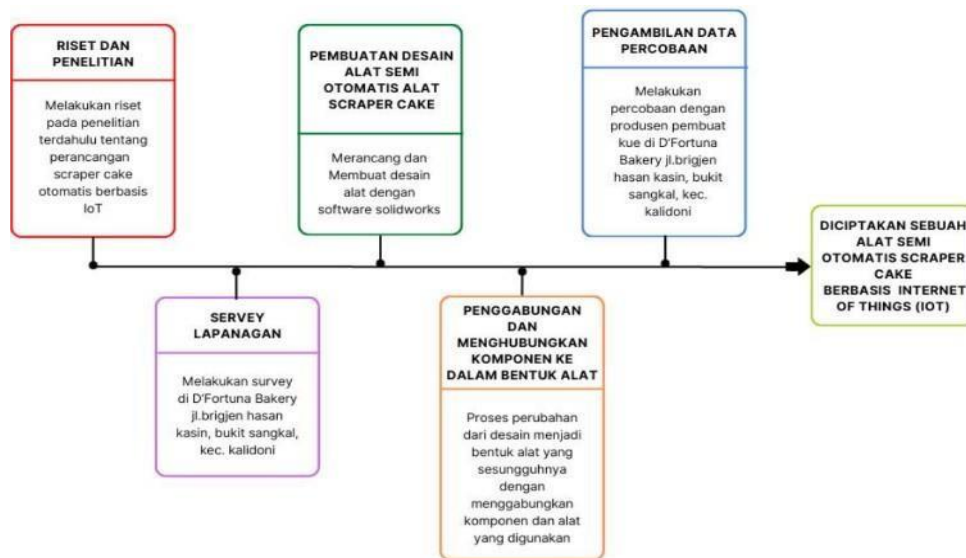 RISET DAN
PENELITIAN
Melakukan riset
pada penelitian
terdahulu tentang
perancangan
scraper cake
otomatis berbasis
IoT
SERVEY
LAPANAGAN
Melakukan survey
di D'Fortuna Bakery
jl.brigjen hasan
kasin, bukit sangkal,
kec. kalidoni
PEMBUATAN DESAIN
ALAT SEMI
OTOMATIS ALAT
SCRAPER CAKE
Merancang dan
Membuat desain
alat dengan
software solidworks
PENGGABUNGAN
DAN
MENGHUBUNGKAN
KOMPONEN KE
DALAM BENTUK ALAT
Proses perubahan
dari desain menjadi
bentuk alat yang
sesungguhnya
dengan
menggabungkan
komponen dan alat
yang digunakan
PENGAMBILAN DATA
PERCOBAAN
Melakukan
percobaan dengan
produsen pembuat
kue di D'Fortuna
Bakery jl.brigjen
hasan kasin, bukit
sangkal, kec.
kalidoni
DICIPTAKAN SEBUAH
ALAT SEMI
OTOMATIS SCRAPER
CAKE
BERBASIS INTERNET
OF THINGS (IOT)